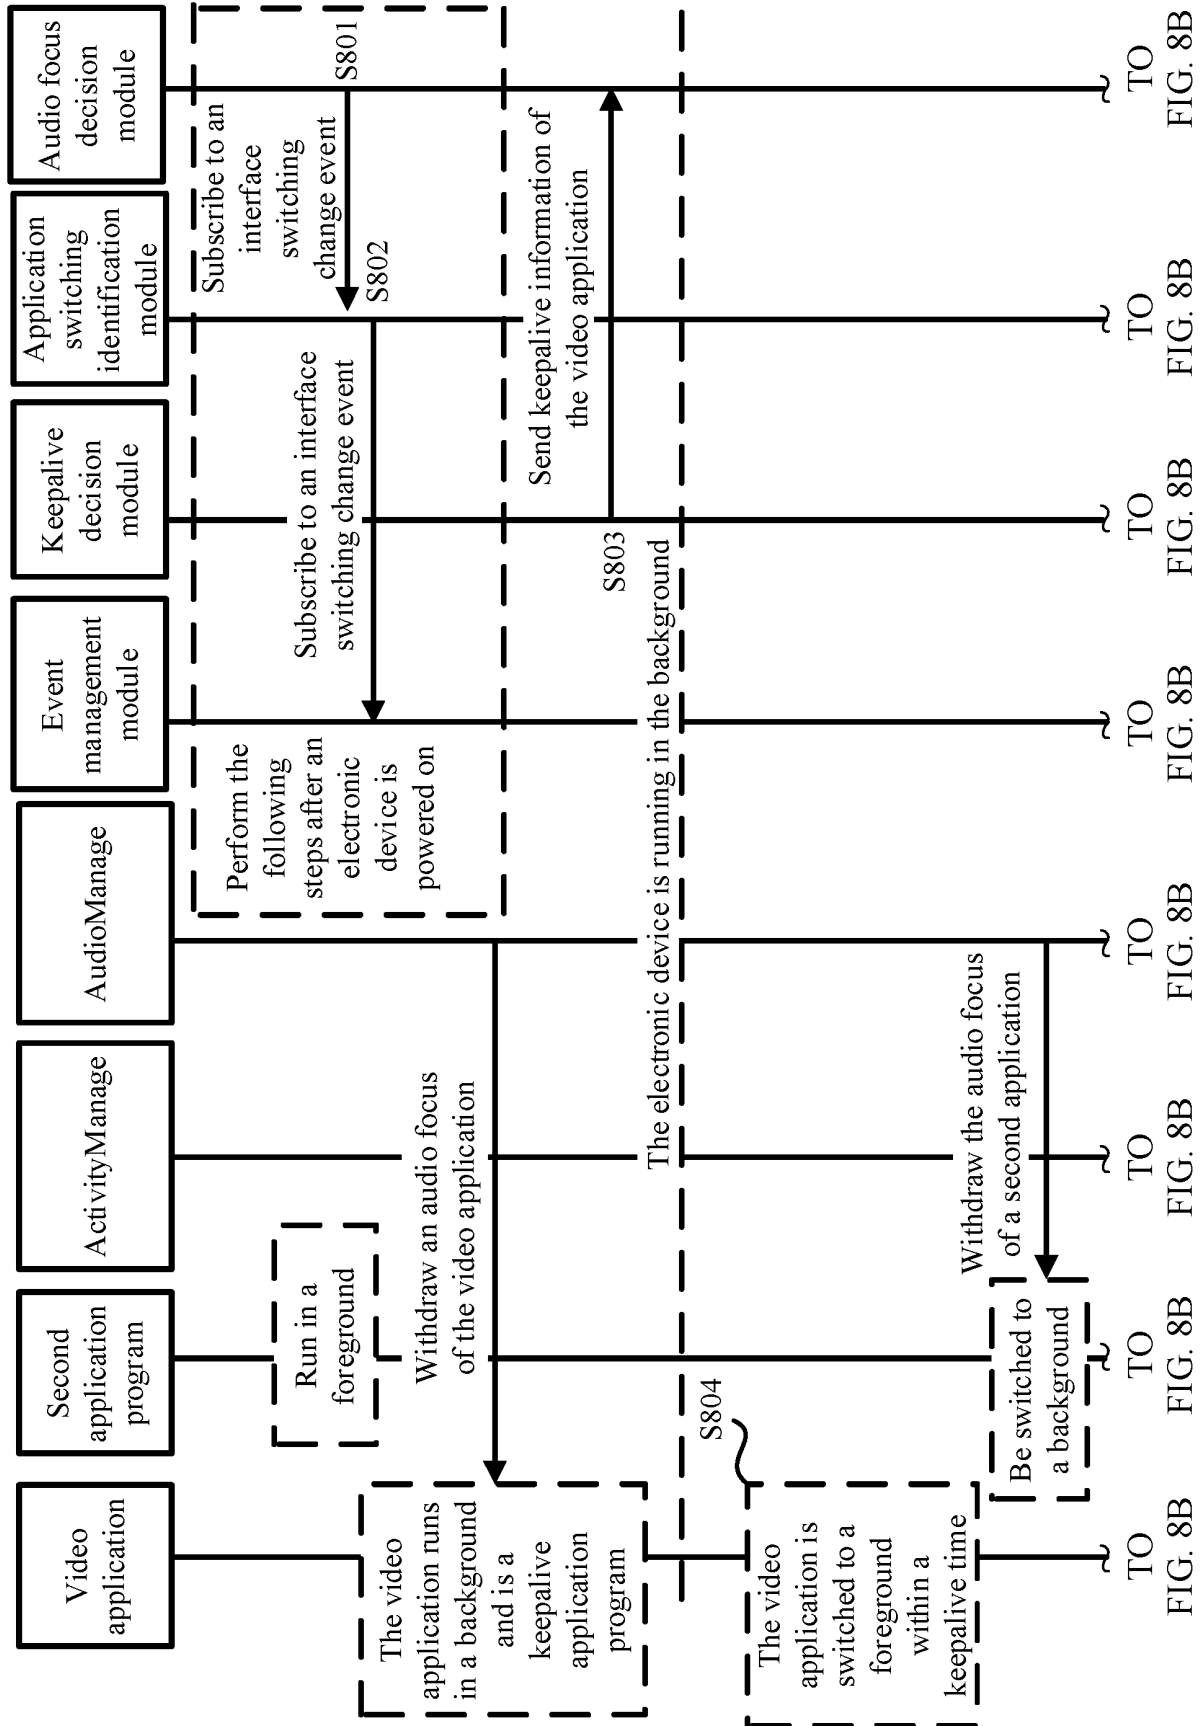 Video
application
Second
application
program
ActivityManage
AudioManage
Event
management
module
Keepalive
decision
module
Application
switching
identification
module
Audio focus
decision
module
Perform the
following
steps after an
electronic
device is
powered on
Subscribe to an
interface
switching
change event
S801
Subscribe to an interface
switching change event
S802
Run in a
foreground
Withdraw an audio focus
of the video application
The video
application runs
in a background
and is a
keepalive
application
program
Send keepalive information of
the video application
S803
The electronic device is running in the background
S804
The video
application is
switched to a
foreground
within a
keepalive time
Withdraw the audio focus
of a second application
Be switched to
a background
TO
FIG. 8B
TO
FIG. 8B
TO
FIG. 8B
TO
FIG. 8B
TO
FIG. 8B
TO
FIG. 8B
TO
FIG. 8B
TO
FIG. 8B